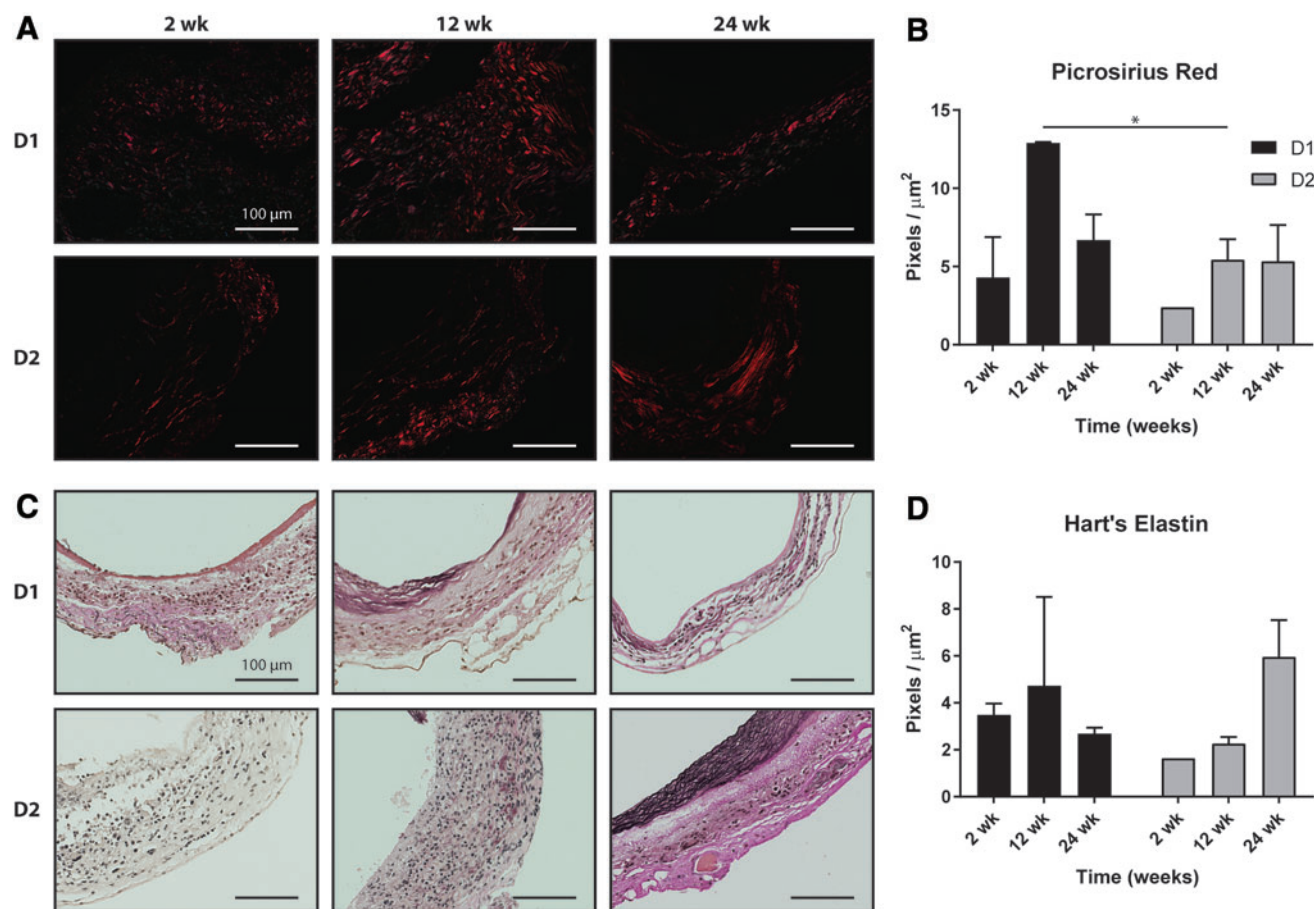 A
2 wk
12 wk
24 wk
D1
100 µm
D2
B
Picrosirius Red
15
10
5
0
Pixels / µm²
*
D1
D2
2 wk
12 wk
24 wk
2 wk
12 wk
24 wk
Time (weeks)
C
D1
100 µm
D2
D
Hart's Elastin
10
8
6
4
2
0
Pixels / µm²
2 wk
12 wk
24 wk
2 wk
12 wk
24 wk
Time (weeks)